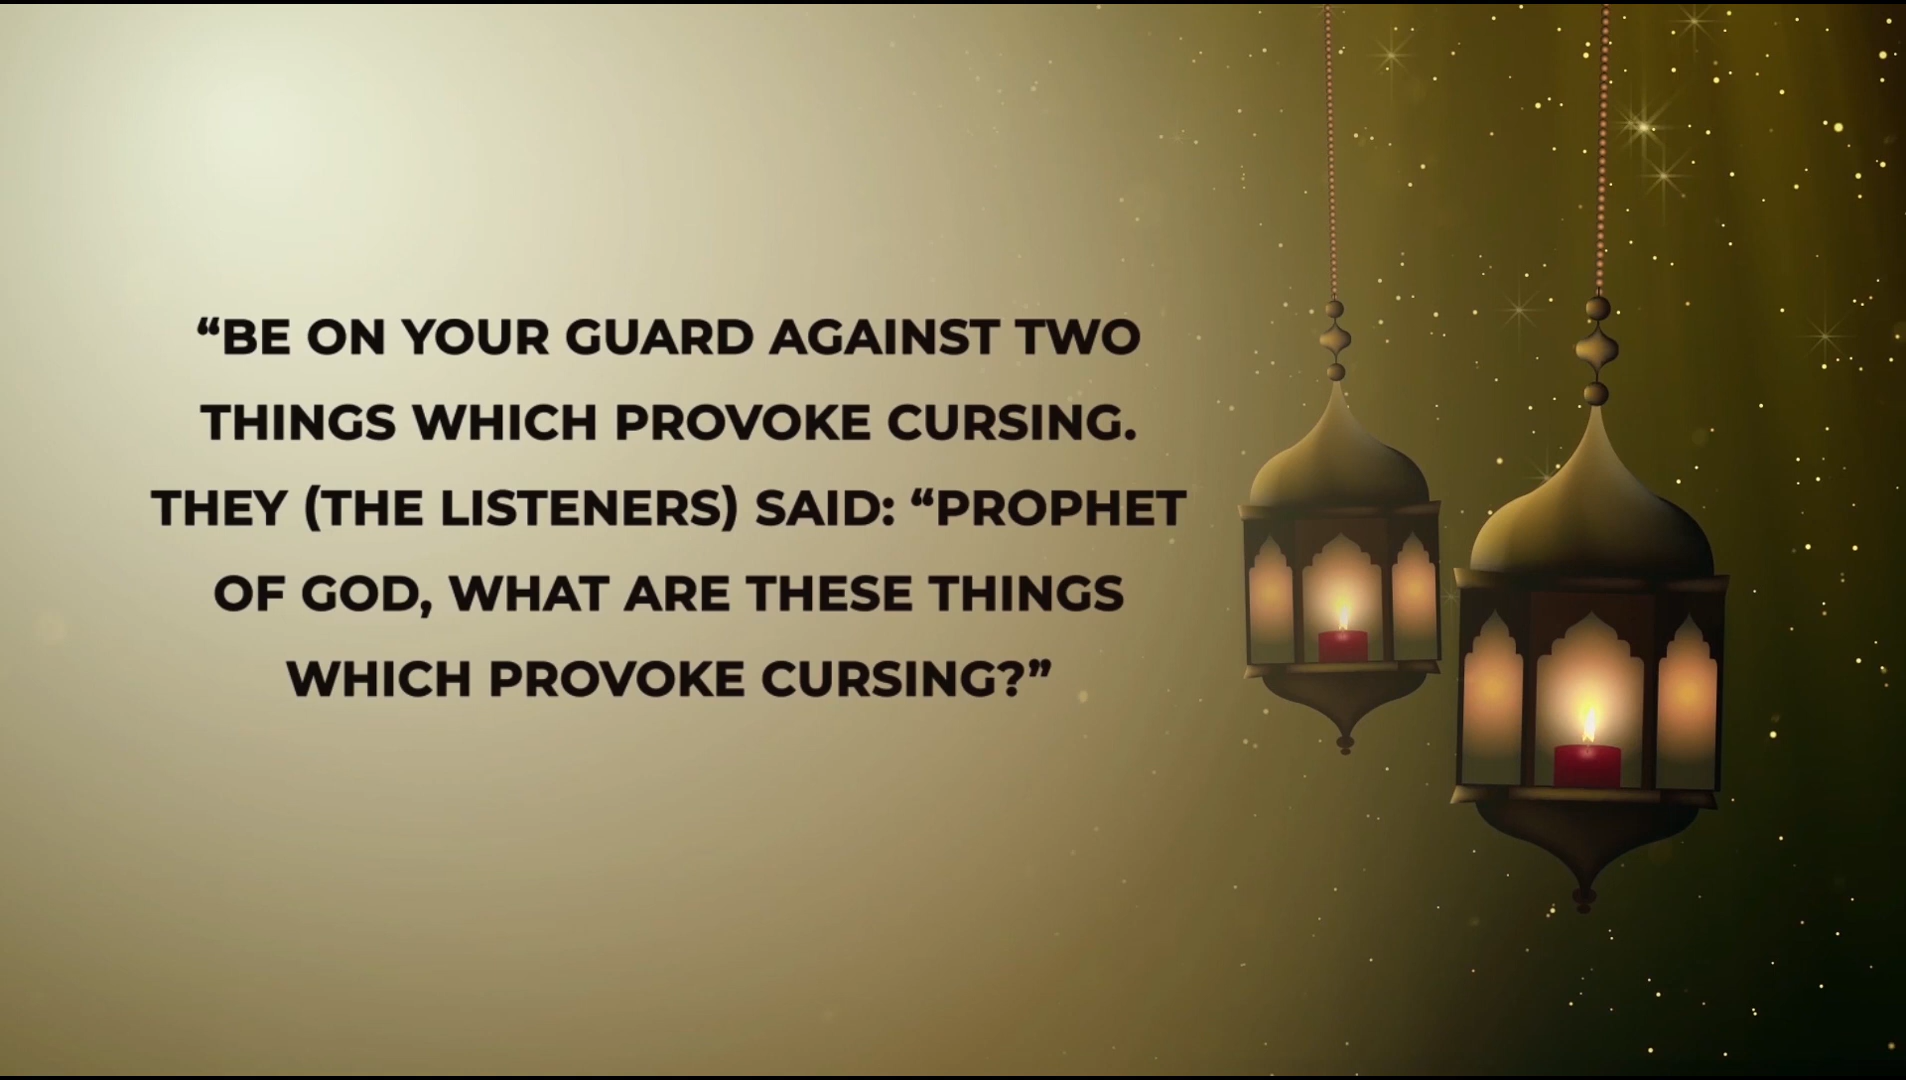 “BE ON YOUR GUARD AGAINST TWO
THINGS WHICH PROVOKE CURSING.
THEY (THE LISTENERS) SAID: “PROPHET
OF GOD, WHAT ARE THESE THINGS
WHICH PROVOKE CURSING?”